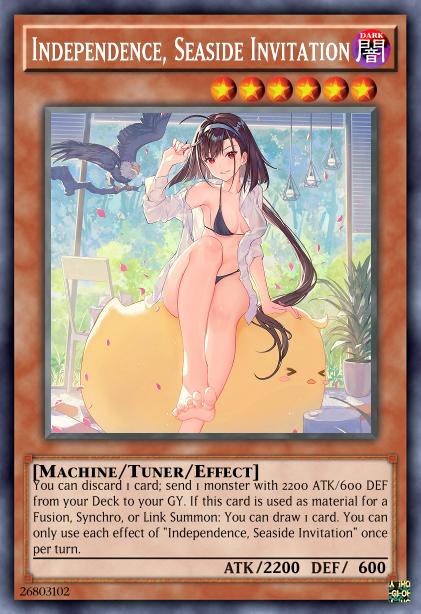 INDEPENDENCE, SEASIDE INVITATION
DARK
闇
[MACHINE/TUNER/EFFECT]
You can discard 1 card; send 1 monster with 2200 ATK/600 DEF
from your Deck to your GY. If this card is used as material for a
Fusion, Synchro, or Link Summon: You can draw 1 card. You can
only use each effect of "Independence, Seaside Invitation" once
per turn.
ATK/2200 DEF/ 600
26803102